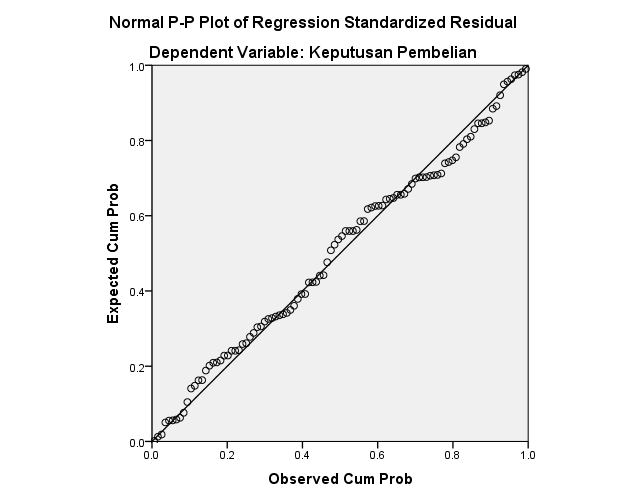 Normal P-P Plot of Regression Standardized Residual
Dependent Variable: Keputusan Pembelian
1.0
0.8
0.6
0.4
0.2
0.0
Expected Cum Prob
0.0 0.2 0.4 0.6 0.8 1.0
Observed Cum Prob